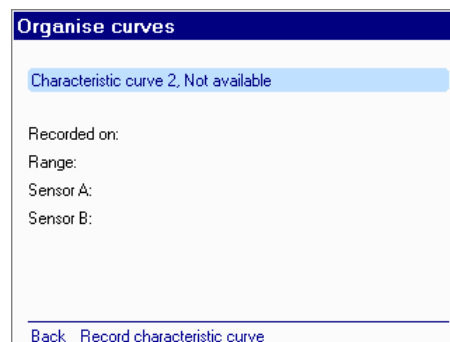 Organise curves
Characteristic curve 2, Not available
Recorded on:
Range:
Sensor A:
Sensor B:
Back Record characteristic curve